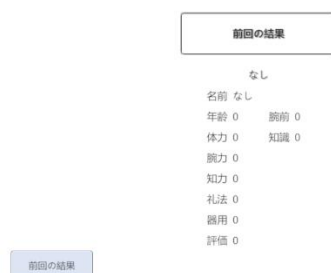 前回の結果
なし
名前 なし
年齢 0 腕前 0
体力 0 知識 0
腕力 0
知力 0
礼法 0
器用 0
評価 0
前回の結果